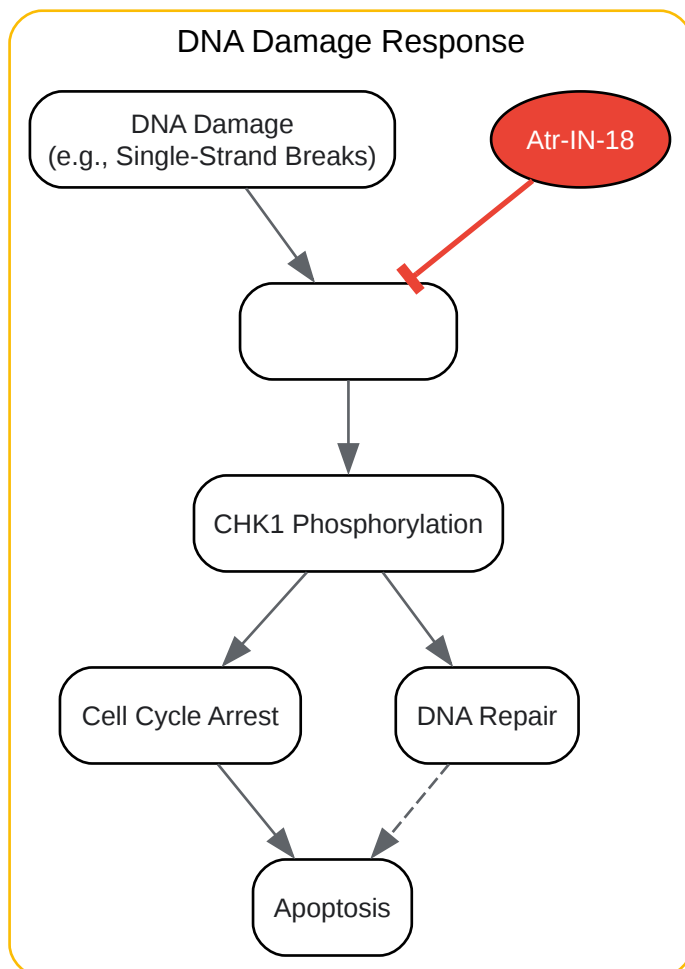 DNA Damage Response
DNA Damage
(e.g., Single-Strand Breaks)
Atr-IN-18
CHK1 Phosphorylation
Cell Cycle Arrest
DNA Repair
Apoptosis